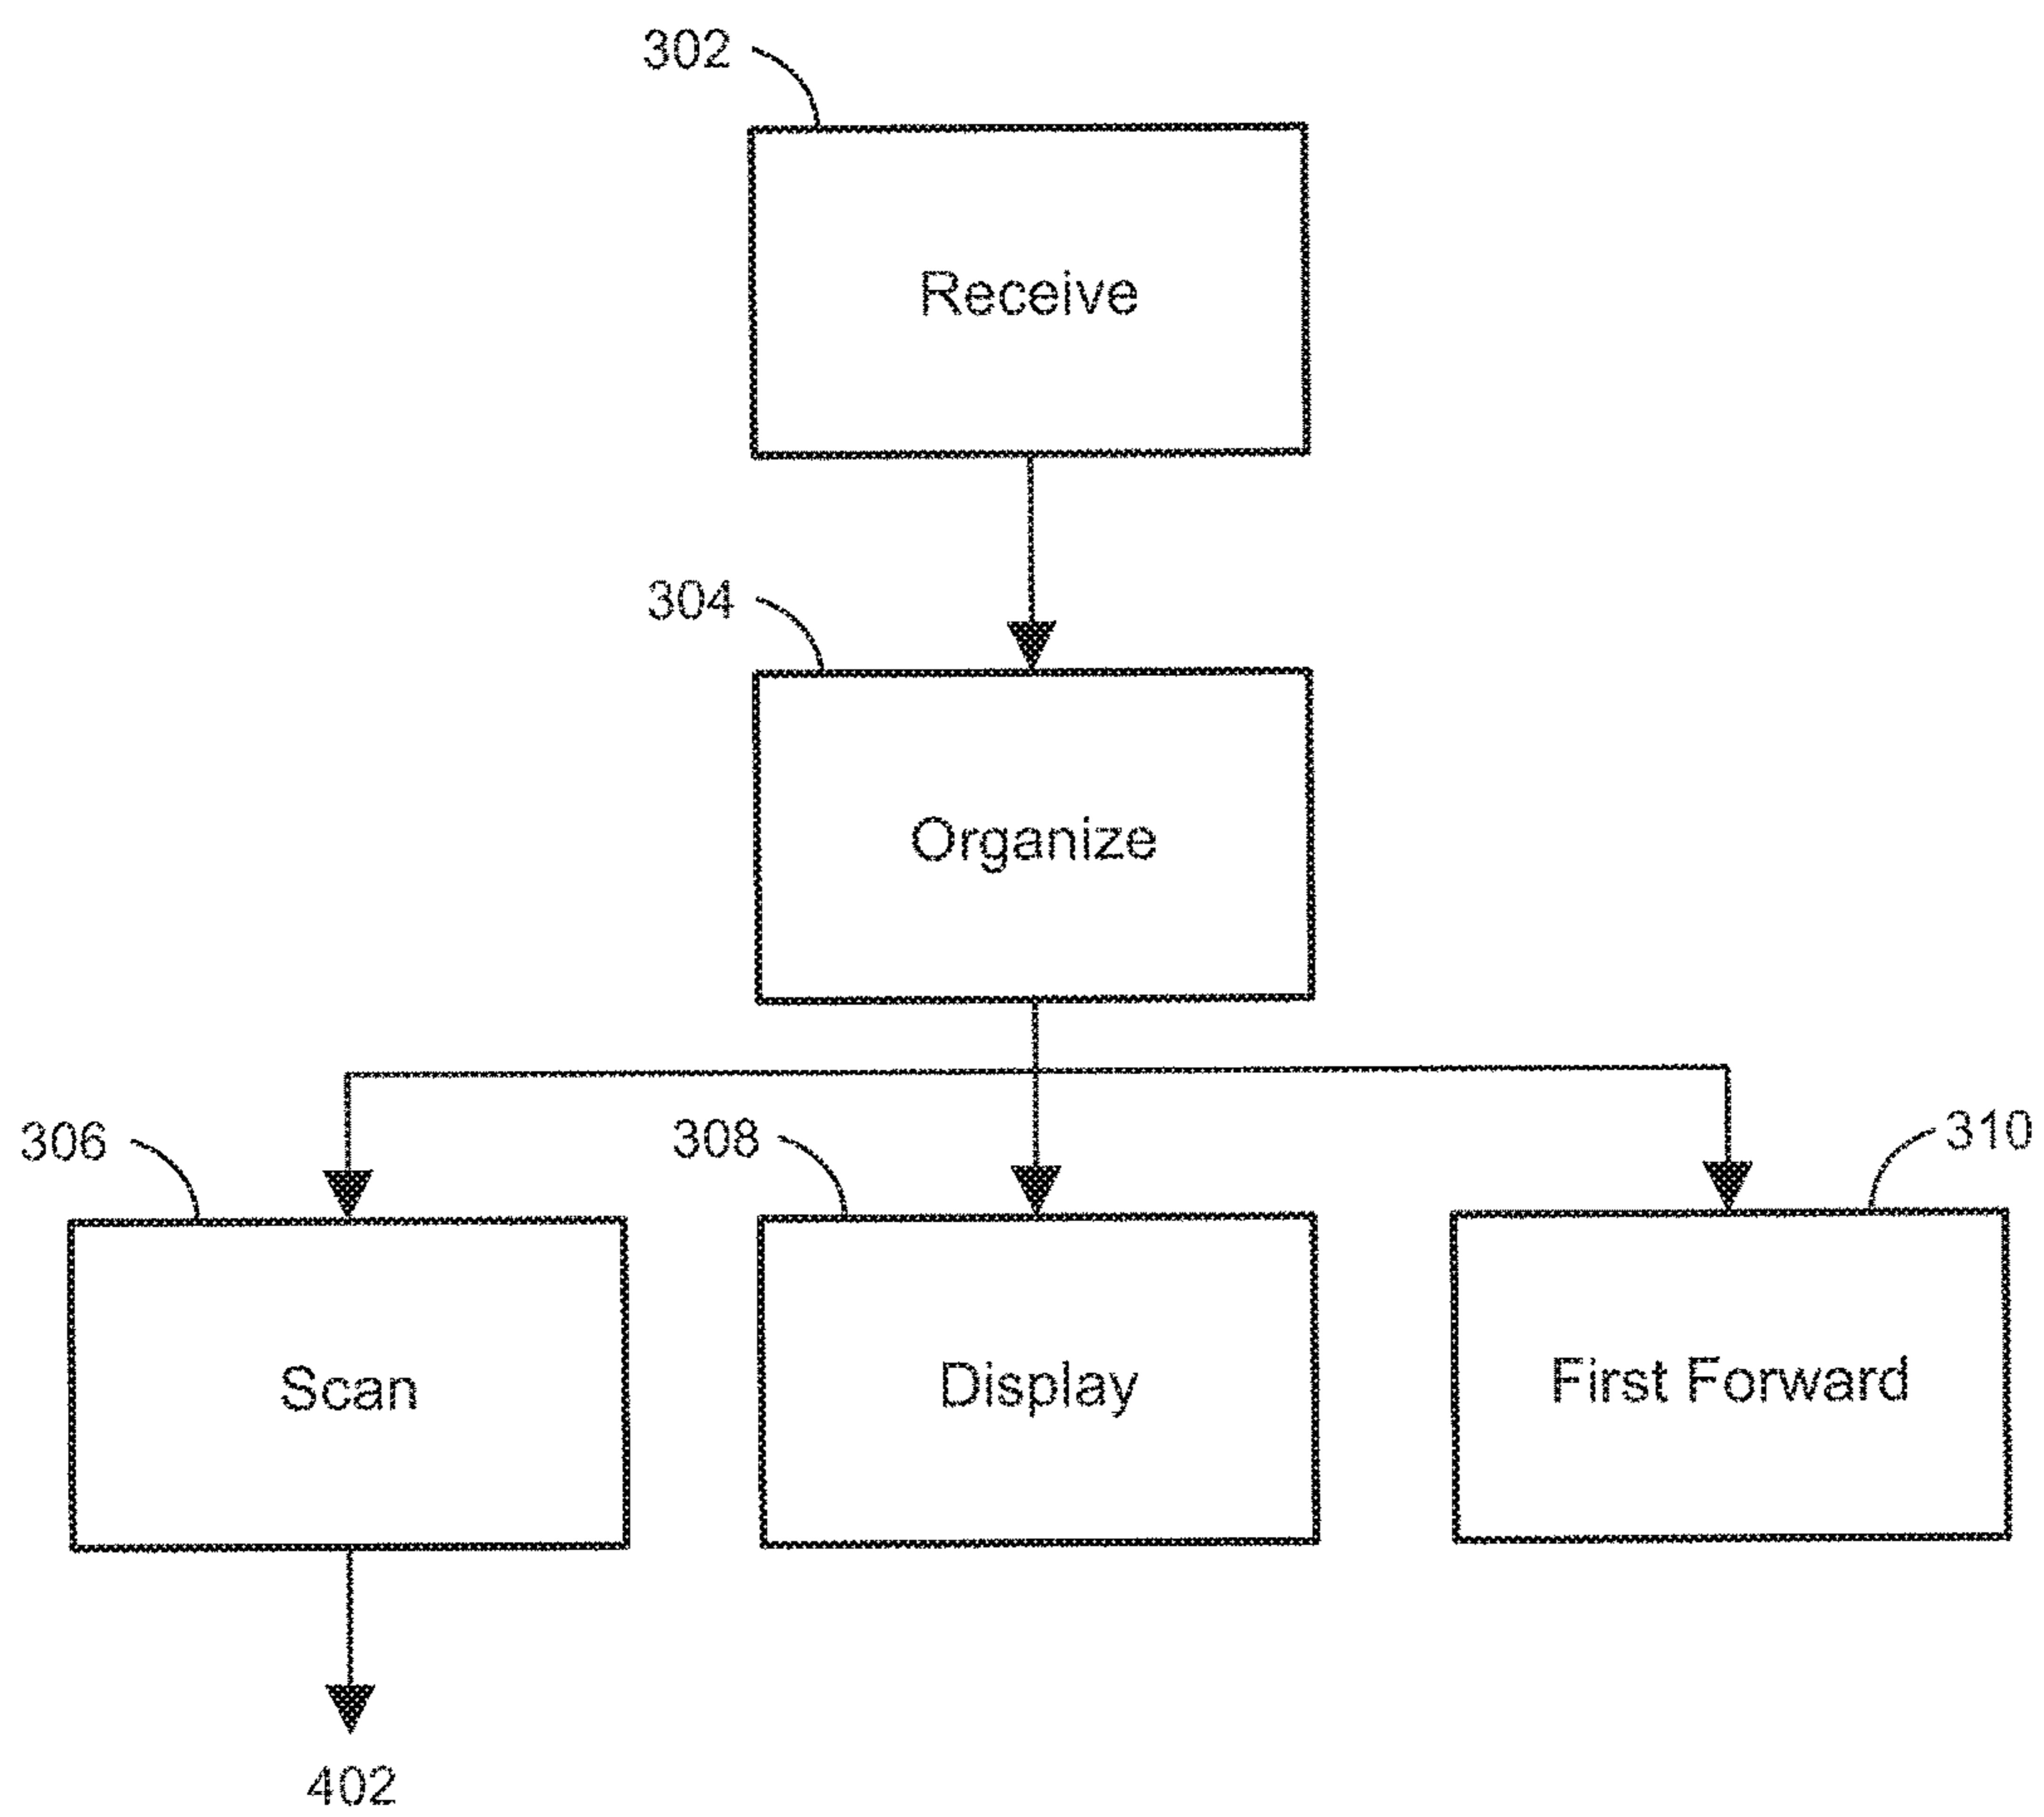 302
Receive
304
Organize
306
308
310
Scan
Display
First Forward
402